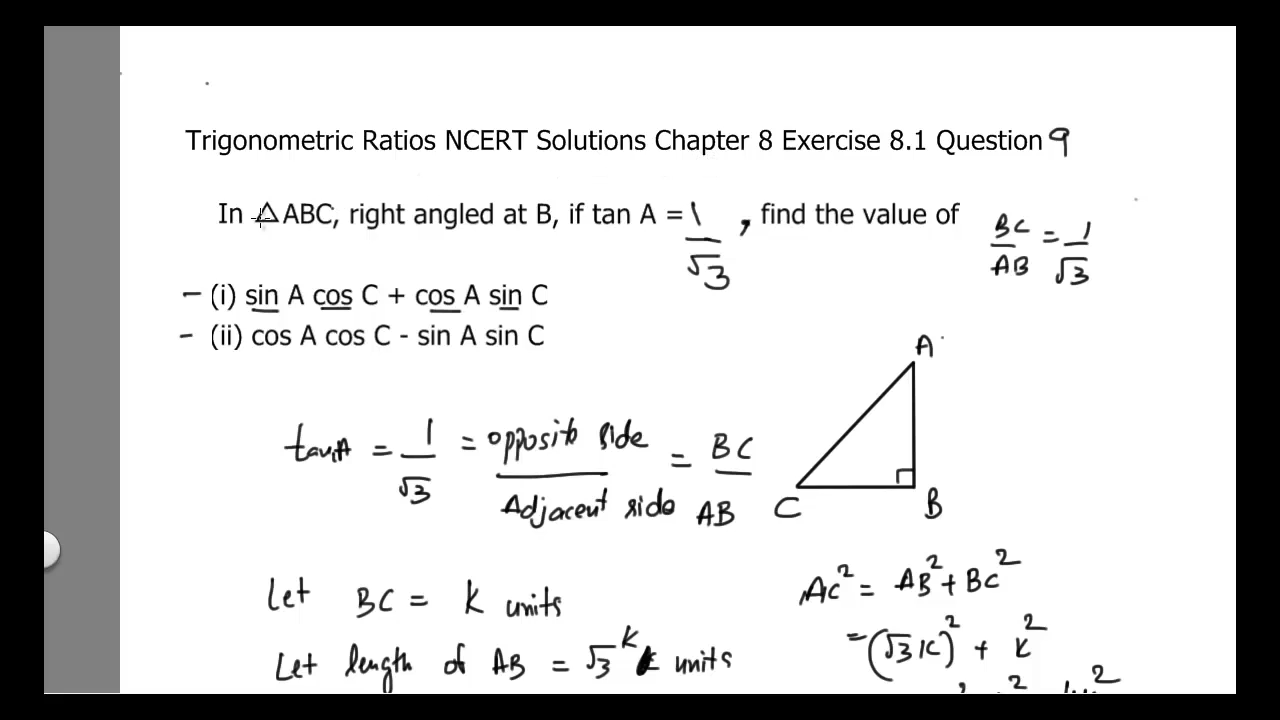 Trigonometric Ratios NCERT Solutions Chapter 8 Exercise 8.1 Question 9
In △ABC, right angled at B, if tan A = 1/√3, find the value of
BC/AB = 1/√3
(i) sin A cos C + cos A sin C
(ii) cos A cos C - sin A sin C
A
C
B
tan A = 1/√3 = opposite side/Adjacent side = BC/AB
Let BC = K units
Let length of AB = √3 K units
AC² = AB² + BC²
= (√3K)² + K²